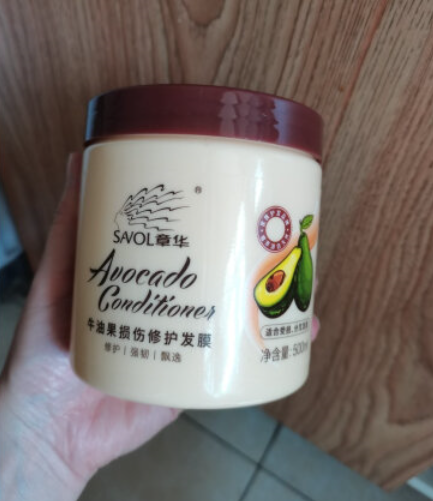 ®
SAVOL章华
Avocado
Conditioner
牛油果损伤修护发膜
修护 | 强韧 | 飘逸
净含量:500m